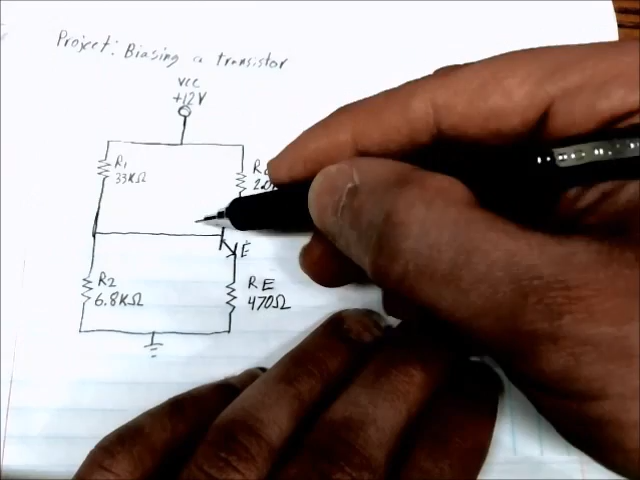 Project: Biasing a transistor
VCC
+12V
R1
33KΩ
E
R2
6.8KΩ
RE
470Ω